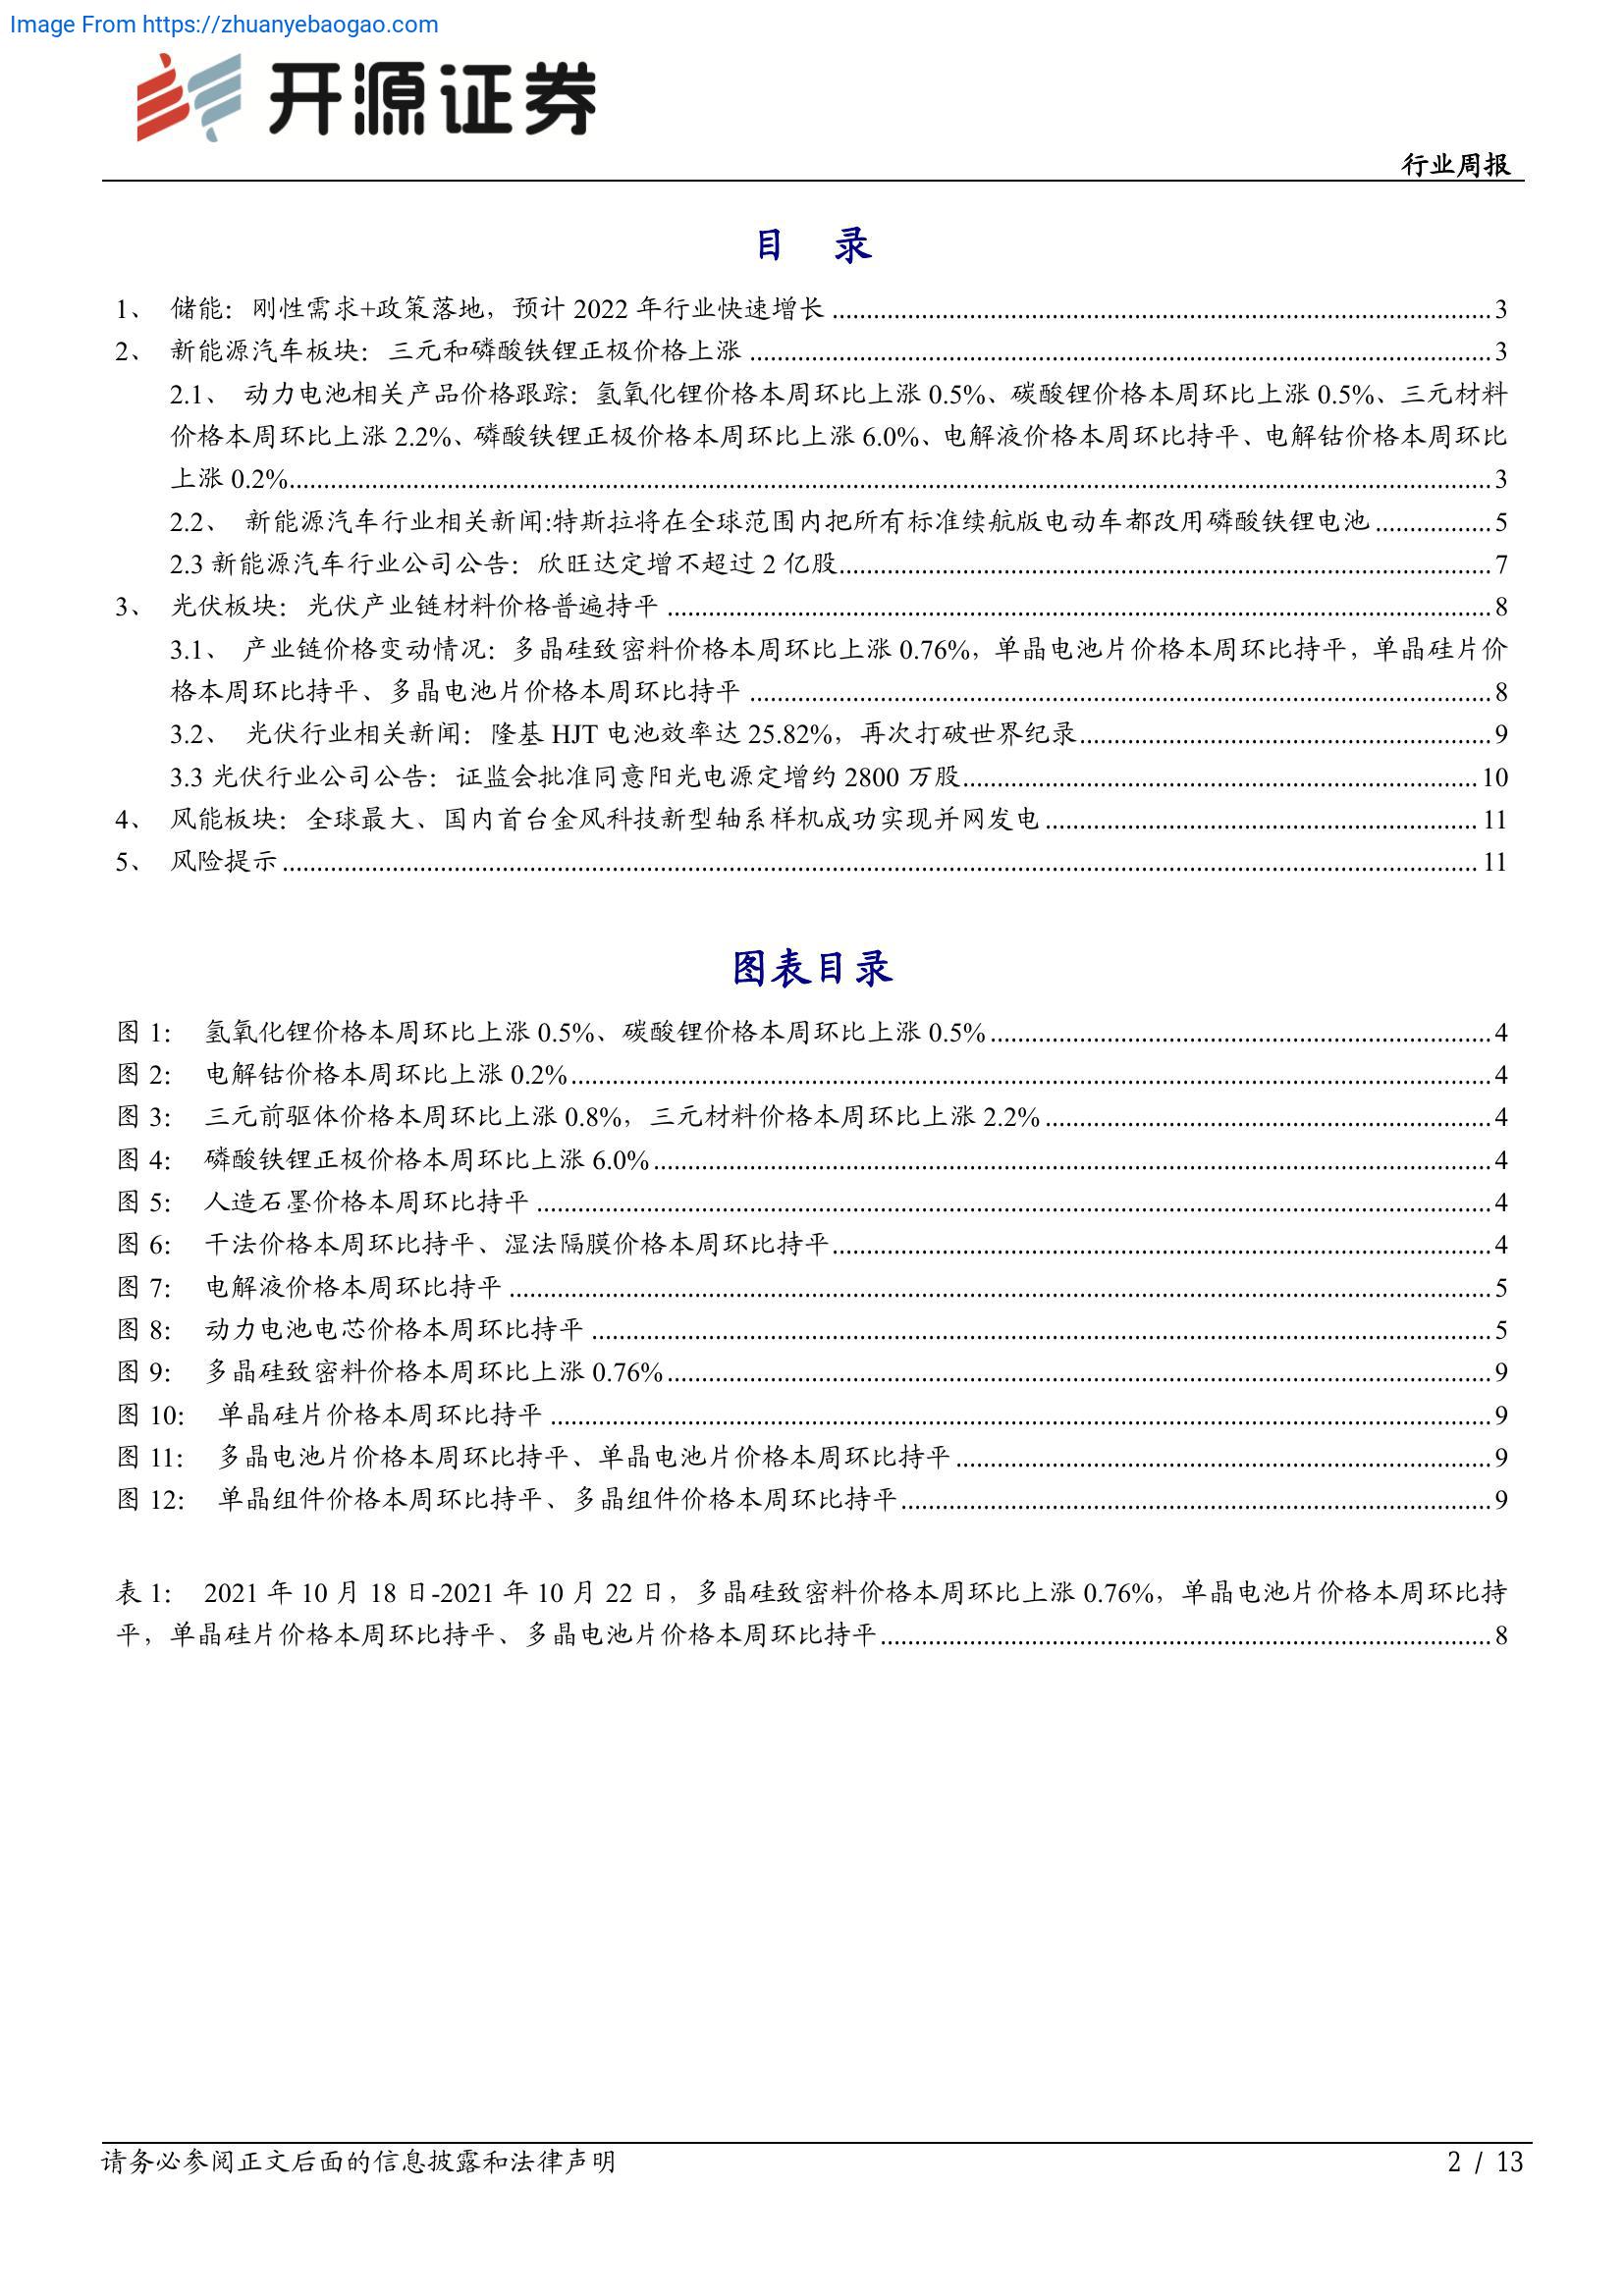 Image From https://zhuanyebaogao.com
开源证券
行业周报
目 录
1、 储能：刚性需求+政策落地，预计 2022 年行业快速增长 3
2、 新能源汽车板块：三元和磷酸铁锂正极价格上涨 3
2.1、 动力电池相关产品价格跟踪：氢氧化锂价格本周环比上涨 0.5%、碳酸锂价格本周环比上涨 0.5%、三元材料
价格本周环比上涨 2.2%、磷酸铁锂正极价格本周环比上涨 6.0%、电解液价格本周环比持平、电解钴价格本周环比
上涨 0.2% 3
2.2、 新能源汽车行业相关新闻:特斯拉将在全球范围内把所有标准续航版电动车都改用磷酸铁锂电池 5
2.3 新能源汽车行业公司公告：欣旺达定增不超过 2 亿股 7
3、 光伏板块：光伏产业链材料价格普遍持平 8
3.1、 产业链价格变动情况：多晶硅致密料价格本周环比上涨 0.76%，单晶电池片价格本周环比持平，单晶硅片价
格本周环比持平、多晶电池片价格本周环比持平 8
3.2、 光伏行业相关新闻：隆基 HJT 电池效率达 25.82%，再次打破世界纪录 9
3.3 光伏行业公司公告：证监会批准同意阳光电源定增约 2800 万股 10
4、 风能板块：全球最大、国内首台金风科技新型轴系样机成功实现并网发电 11
5、 风险提示 11
图表目录
图 1： 氢氧化锂价格本周环比上涨 0.5%、碳酸锂价格本周环比上涨 0.5% 4
图 2： 电解钴价格本周环比上涨 0.2% 4
图 3： 三元前驱体价格本周环比上涨 0.8%，三元材料价格本周环比上涨 2.2% 4
图 4： 磷酸铁锂正极价格本周环比上涨 6.0% 4
图 5： 人造石墨价格本周环比持平 4
图 6： 干法价格本周环比持平、湿法隔膜价格本周环比持平 4
图 7： 电解液价格本周环比持平 5
图 8： 动力电池电芯价格本周环比持平 5
图 9： 多晶硅致密料价格本周环比上涨 0.76% 9
图 10： 单晶硅片价格本周环比持平 9
图 11： 多晶电池片价格本周环比持平、单晶电池片价格本周环比持平 9
图 12： 单晶组件价格本周环比持平、多晶组件价格本周环比持平 9
表 1： 2021 年 10 月 18 日-2021 年 10 月 22 日，多晶硅致密料价格本周环比上涨 0.76%，单晶电池片价格本周环比持
平，单晶硅片价格本周环比持平、多晶电池片价格本周环比持平 8
请务必参阅正文后面的信息披露和法律声明
2 / 13